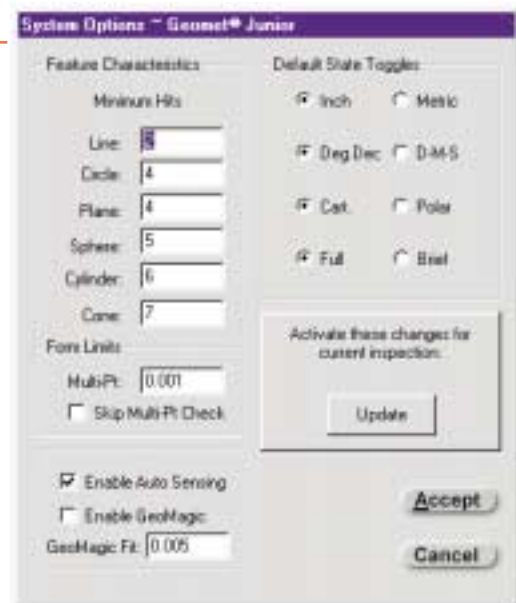 System Options ~ Geomet® Junior
Feature Characteristics
Minimum Hits
Line:
Circle: 4
Plane: 4
Sphere: 5
Cylinder: 6
Cone: 7
Form Limits
Multi-Pt: 0.001
Skip Multi-Pt Check
Enable Auto Sensing
Enable GeoMagic
GeoMagic Fit: 0.005
Default State Toggles
Inch Metric
Deg Dec D-M-S
Cart. Polar
Full Brief
Activate these changes for
current inspection:
Update
Accept
Cancel